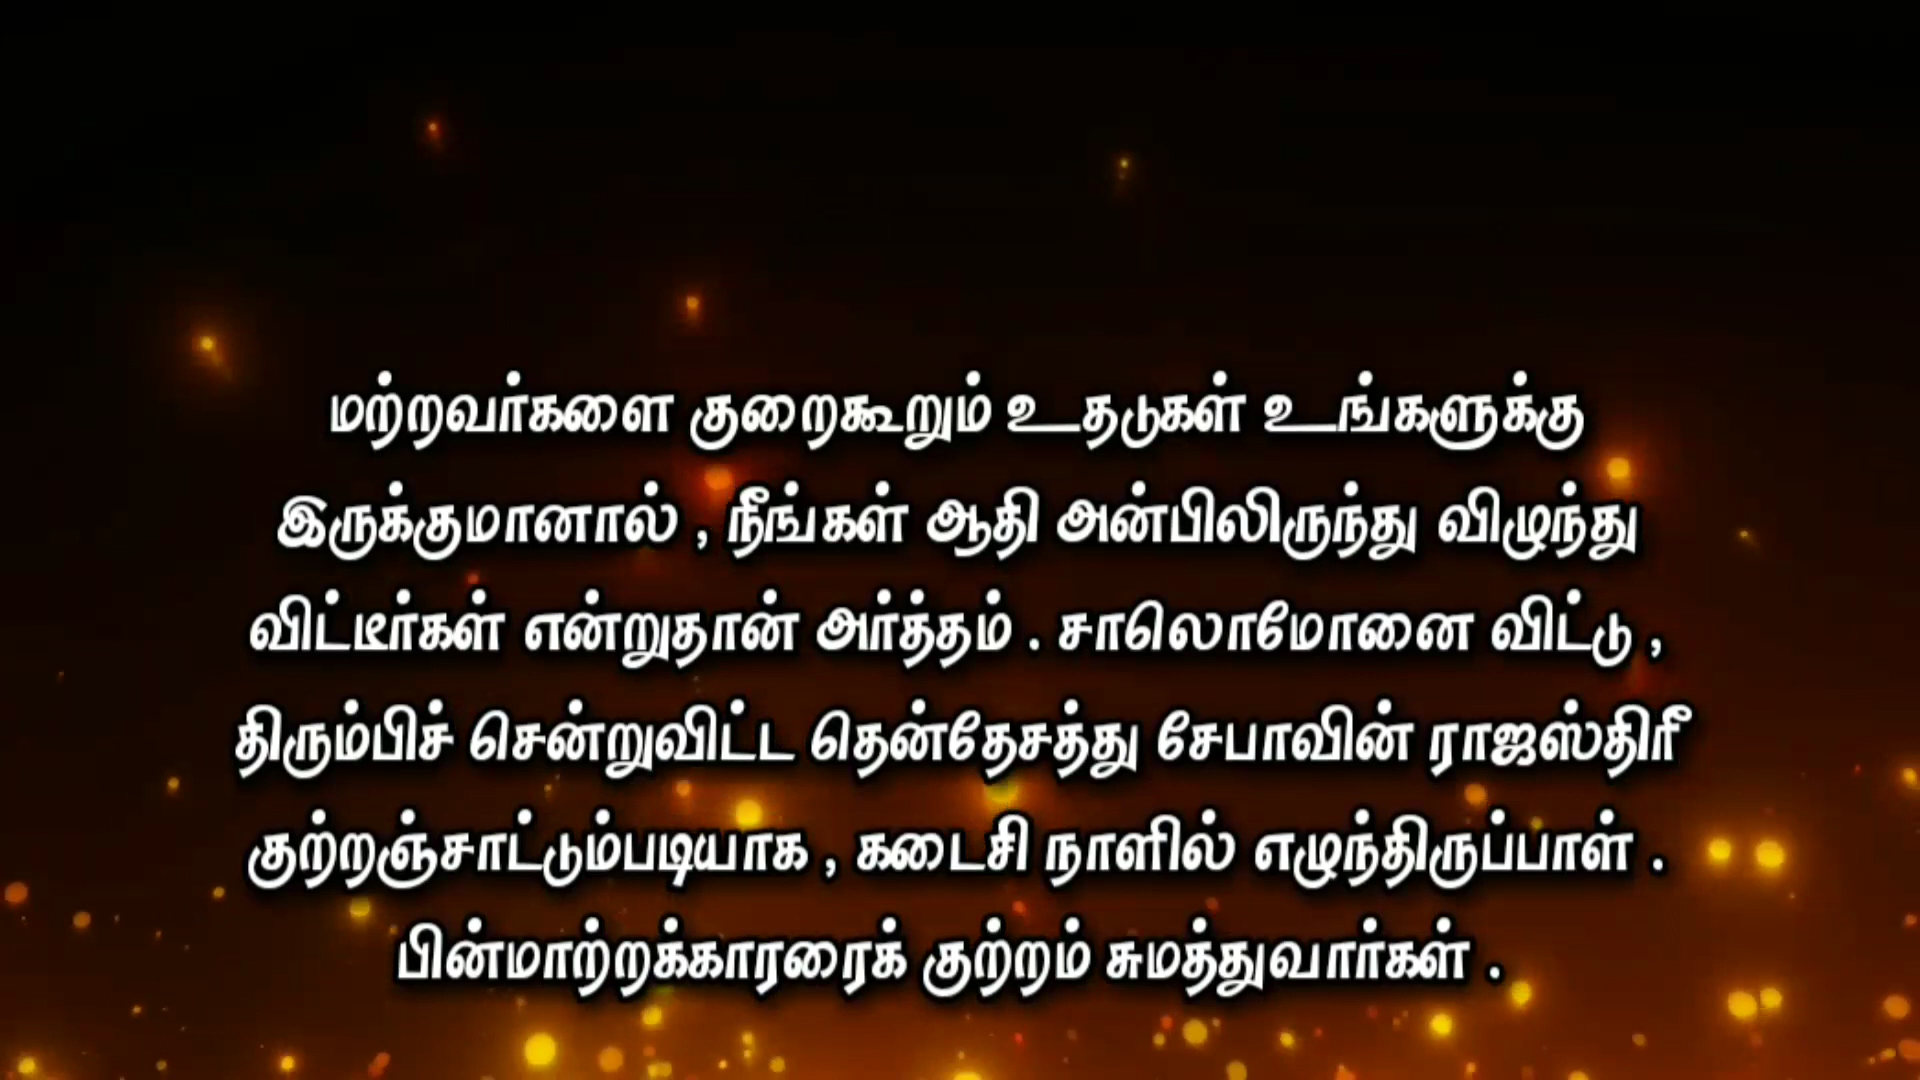 மற்றவர்களை குறைகூறும் உதடுகள் உங்களுக்கு
இருக்குமானால் , நீங்கள் ஆதி அன்பிலிருந்து விழுந்து
விட்டீர்கள் என்றுதான் அர்த்தம் . சாலொமோனை விட்டு ,
திரும்பிச் சென்றுவிட்ட தென்தேசத்து சேபாவின் ராஜஸ்திரீ
குற்றஞ்சாட்டும்படியாக , கடைசி நாளில் எழுந்திருப்பாள் .
பின்மாற்றக்காரரைக் குற்றம் சுமத்துவார்கள் .